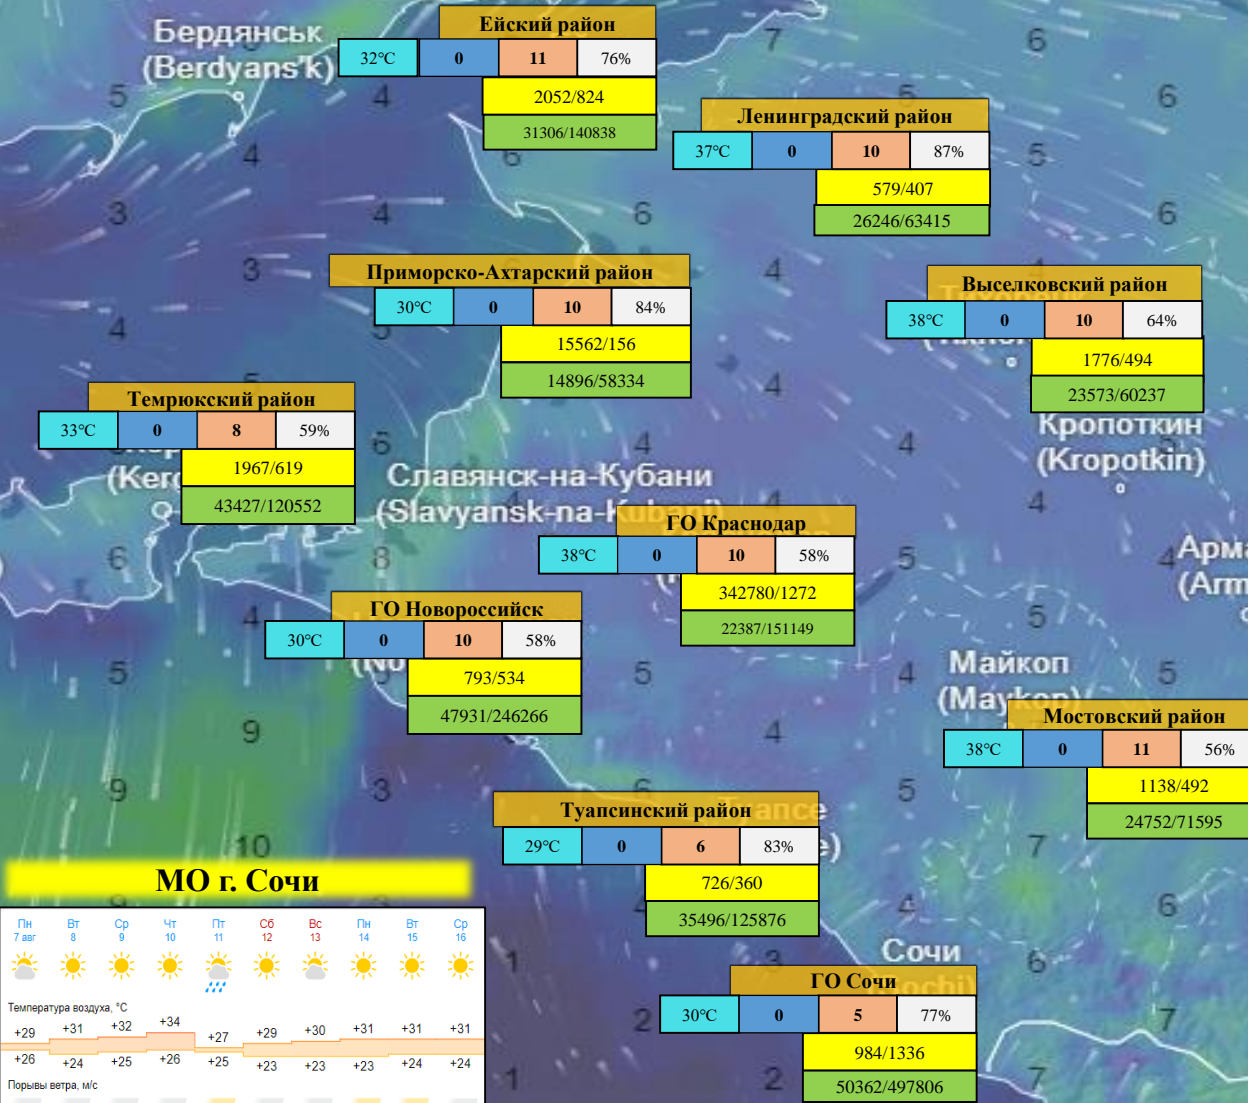 Бердянськ
(Berdyans'k)
Ейский район
32°C 0 11 76%
2052/824
31306/140838
Ленинградский район
37°C 0 10 87%
579/407
26246/63415
Приморско-Ахтарский район
30°C 0 10 84%
15562/156
14896/58334
Выселковский район
38°C 0 10 64%
1776/494
23573/60237
Кропоткин
(Kropotkin)
Темрюкский район
33°C 0 8 59%
1967/619
43427/120552
Славянск-на-Кубани
(Slavyansk-na-Kubani)
ГО Краснодар
38°C 0 10 58%
342780/1272
22387/151149
ГО Новороссийск
30°C 0 10 58%
793/534
47931/246266
Майкоп
(Maykop)
Мостовский район
38°C 0 11 56%
1138/492
24752/71595
Туапсинский район
29°C 0 6 83%
726/360
35496/125876
Сочи
(Sochi)
ГО Сочи
30°C 0 5 77%
984/1336
50362/497806
МО г. Сочи
Пн Вт Ср Чт Пт Сб Вс Пн Вт Ср
7 авг 8 9 10 11 12 13 14 15 16
Температура воздуха, °C
+29 +31 +32 +34 +27 +29 +30 +31 +31 +31
+26 +24 +25 +26 +25 +23 +23 +23 +24 +24
Порывы ветра, м/с